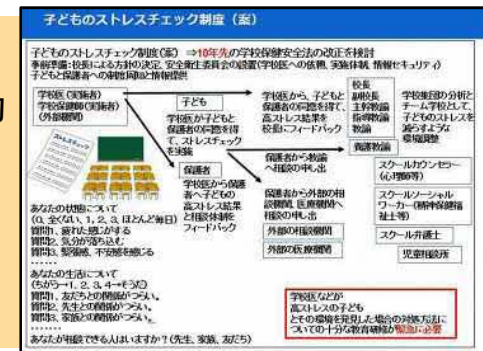 子どものストレスチェック制度（案）
子どものストレスチェック制度(案) ⇒10年先の学校保健安全法の改正を検討
事前準備:校長による方針の決定、安全衛生委員会の設置(学校医への依頼、実施体制、情報セキュリティ)
子どもと保護者への制度周知と情報提供
学校医(実施者)
学校保健師(実施者)
(外部機関)
ストレスチェック
子ども
学校医が子どもと
保護者の同意を得
て、ストレスチェック
を実施
保護者
学校医から保護
者へ子どもの
高ストレス結果
と相談体制を
フィードバック
学校医から、子どもと
保護者の同意を得て、
高ストレス結果を
校長にフィードバック
保護者から教諭
へ相談の申し出
保護者から外部の相
談機関、医療機関へ
相談の申し出
外部の相談機関
外部の医療機関
校長
副校長
主幹教諭
指導教諭
教諭
養護教諭
学校集団の分析と
チーム学校として、
子どものストレスを
減らすような
環境調整
スクールカウンセラー
(心理師等)
スクールソーシャル
ワーカー(精神保健福
祉士等)
スクール弁護士
児童相談所
あなたの状態について
(0、全くない、1、2、3、ほとんど毎日)
質問1、疲れた感じがする
質問2、気分が落ち込む
質問3、緊張感、不安感を感じる
・・・・・・
あなたの生活について
(ちがう→1、2、3、4→そうだ)
質問1、友だちとの関係がつらい。
質問2、先生との関係がつらい。
質問3、家族との関係がつらい。
・・・・・・
あなたが相談できる人はいますか？(先生、家族、友だち)
学校医などが
高ストレスの子ども
とその環境を発見した場合の対処方法に
ついての十分な教育研修が緊急に必要